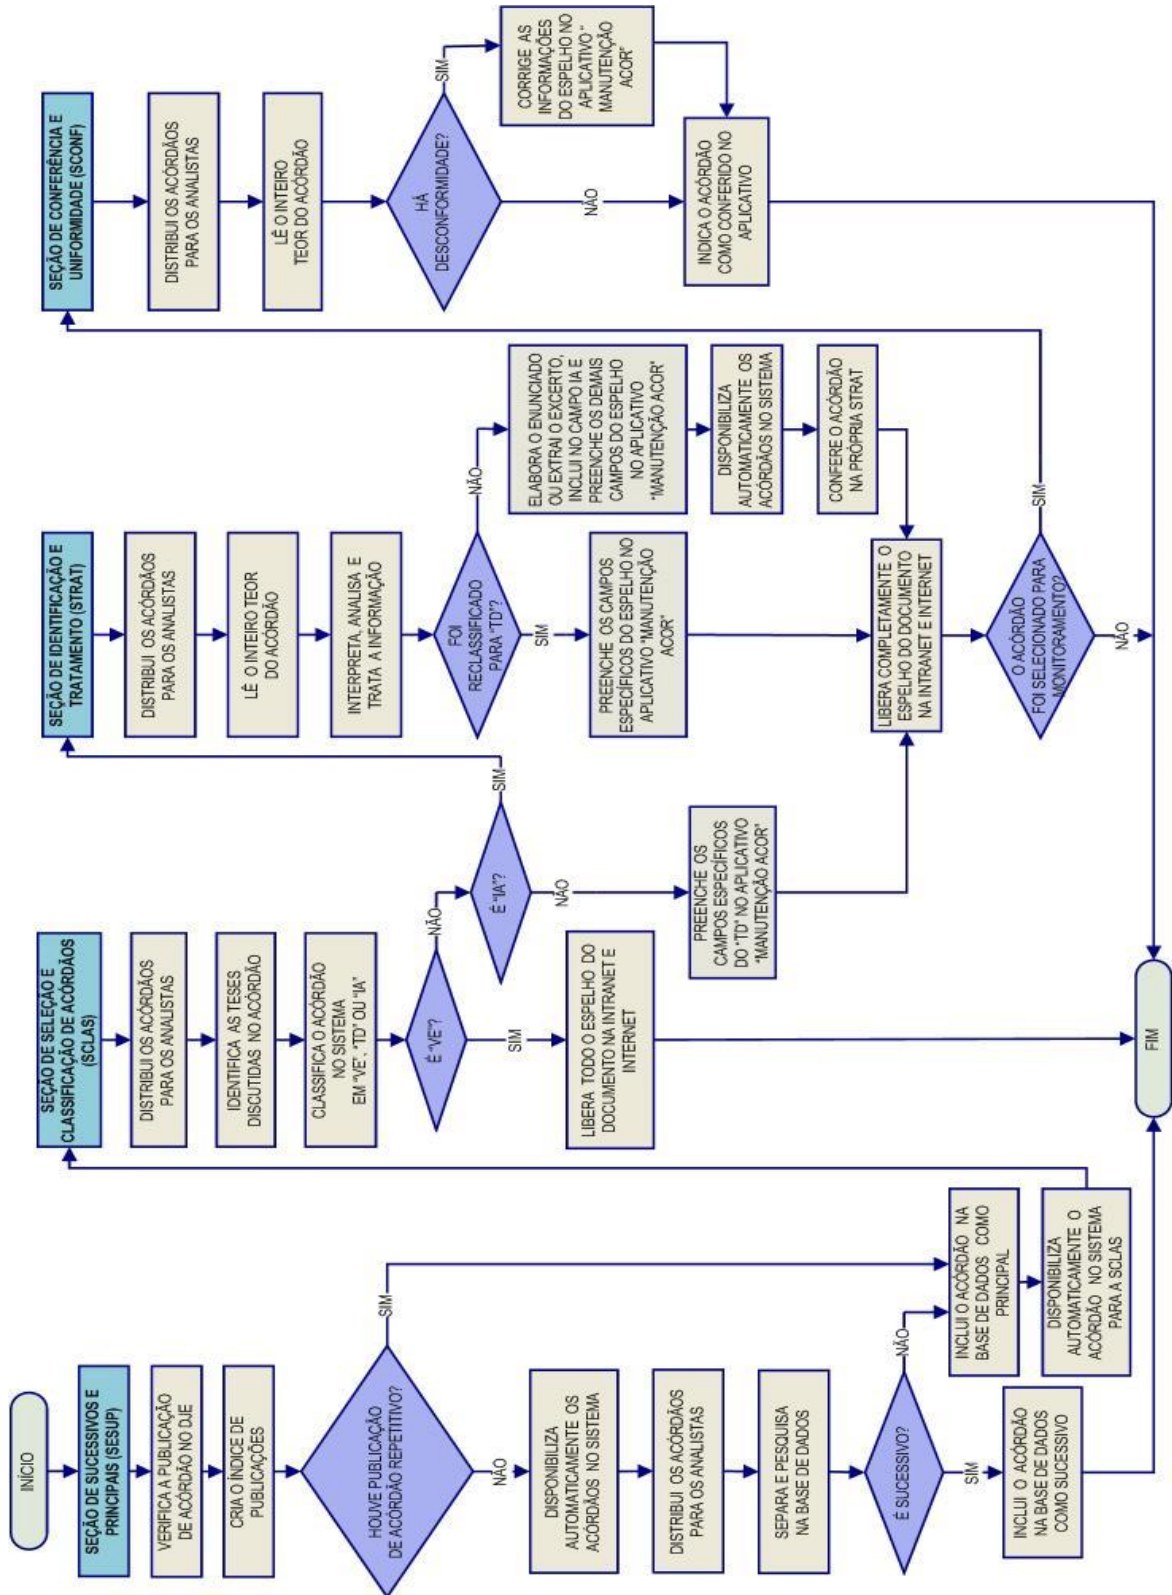 INÍCIO
SEÇÃO DE SUCESSIVOS E
PRINCIPAIS (SESUP)
VERIFICA A PUBLICAÇÃO
DE ACÓRDÃO NO DJE
CRIA O ÍNDICE DE
PUBLICAÇÕES
HOUVE PUBLICAÇÃO
DE ACÓRDÃO REPETITIVO?
SIM
NÃO
DISPONIBILIZA
AUTOMATICAMENTE OS
ACÓRDÃOS NO SISTEMA
DISTRIBUI OS ACÓRDÃOS
PARA OS ANALISTAS
SEPARA E PESQUISA
NA BASE DE DADOS
É SUCESSIVO?
NÃO
SIM
INCLUI O ACÓRDÃO
NA BASE DE DADOS
COMO SUCESSIVO
INCLUI O ACÓRDÃO NA
BASE DE DADOS COMO
PRINCIPAL
DISPONIBILIZA
AUTOMATICAMENTE O
ACÓRDÃO NO SISTEMA
PARA A SCLAS
SEÇÃO DE SELEÇÃO E
CLASSIFICAÇÃO DE ACÓRDÃOS
(SCLAS)
DISTRIBUI OS ACÓRDÃOS
PARA OS ANALISTAS
IDENTIFICA AS TESES
DISCUTIDAS NO ACÓRDÃO
CLASSIFICA O ACÓRDÃO
NO SISTEMA
EM “VE”, “TD” OU “IA”
É “VE”?
NÃO
SIM
LIBERA TODO O ESPELHO DO
DOCUMENTO NA INTRANET E
INTERNET
É “IA”?
SIM
NÃO
PREENCHE OS
CAMPOS ESPECÍFICOS
DO “TD” NO APLICATIVO
“MANUTENÇÃO ACOR”
SEÇÃO DE IDENTIFICAÇÃO E
TRATAMENTO (STRAT)
DISTRIBUI OS ACÓRDÃOS
PARA OS ANALISTAS
LÊ O INTEIRO TEOR
DO ACÓRDÃO
INTERPRETA, ANALISA E
TRATA A INFORMAÇÃO
FOI
RECLASSIFICADO
PARA “TD”?
NÃO
SIM
PREENCHE OS CAMPOS
ESPECÍFICOS DO ESPELHO NO
APLICATIVO “MANUTENÇÃO
ACOR”
ELABORA O ENUNCIADO
OU EXTRAI O EXCERTO,
INCLUI NO CAMPO IA E
PREENCHE OS DEMAIS
CAMPOS DO ESPELHO
NO APLICATIVO
“MANUTENÇÃO ACOR”
DISPONIBILIZA
AUTOMATICAMENTE OS
ACÓRDÃOS NO SISTEMA
CONFERE O ACÓRDÃO
NA PRÓPRIA STRAT
LIBERA COMPLETAMENTE O
ESPELHO DO DOCUMENTO
NA INTRANET E INTERNET
O ACÓRDÃO
FOI SELECIONADO PARA
MONITORAMENTO?
SIM
NÃO
SEÇÃO DE CONFERÊNCIA E
UNIFORMIDADE (SCONF)
DISTRIBUI OS ACÓRDÃOS
PARA OS ANALISTAS
LÊ O INTEIRO
TEOR DO ACÓRDÃO
HÁ
DESCONFORMIDADE?
SIM
NÃO
CORRIGE AS
INFORMAÇÕES
DO ESPELHO NO
APLICATIVO “
MANUTENÇÃO
ACOR”
INDICA O ACÓRDÃO
COMO CONFERIDO NO
APLICATIVO
FIM